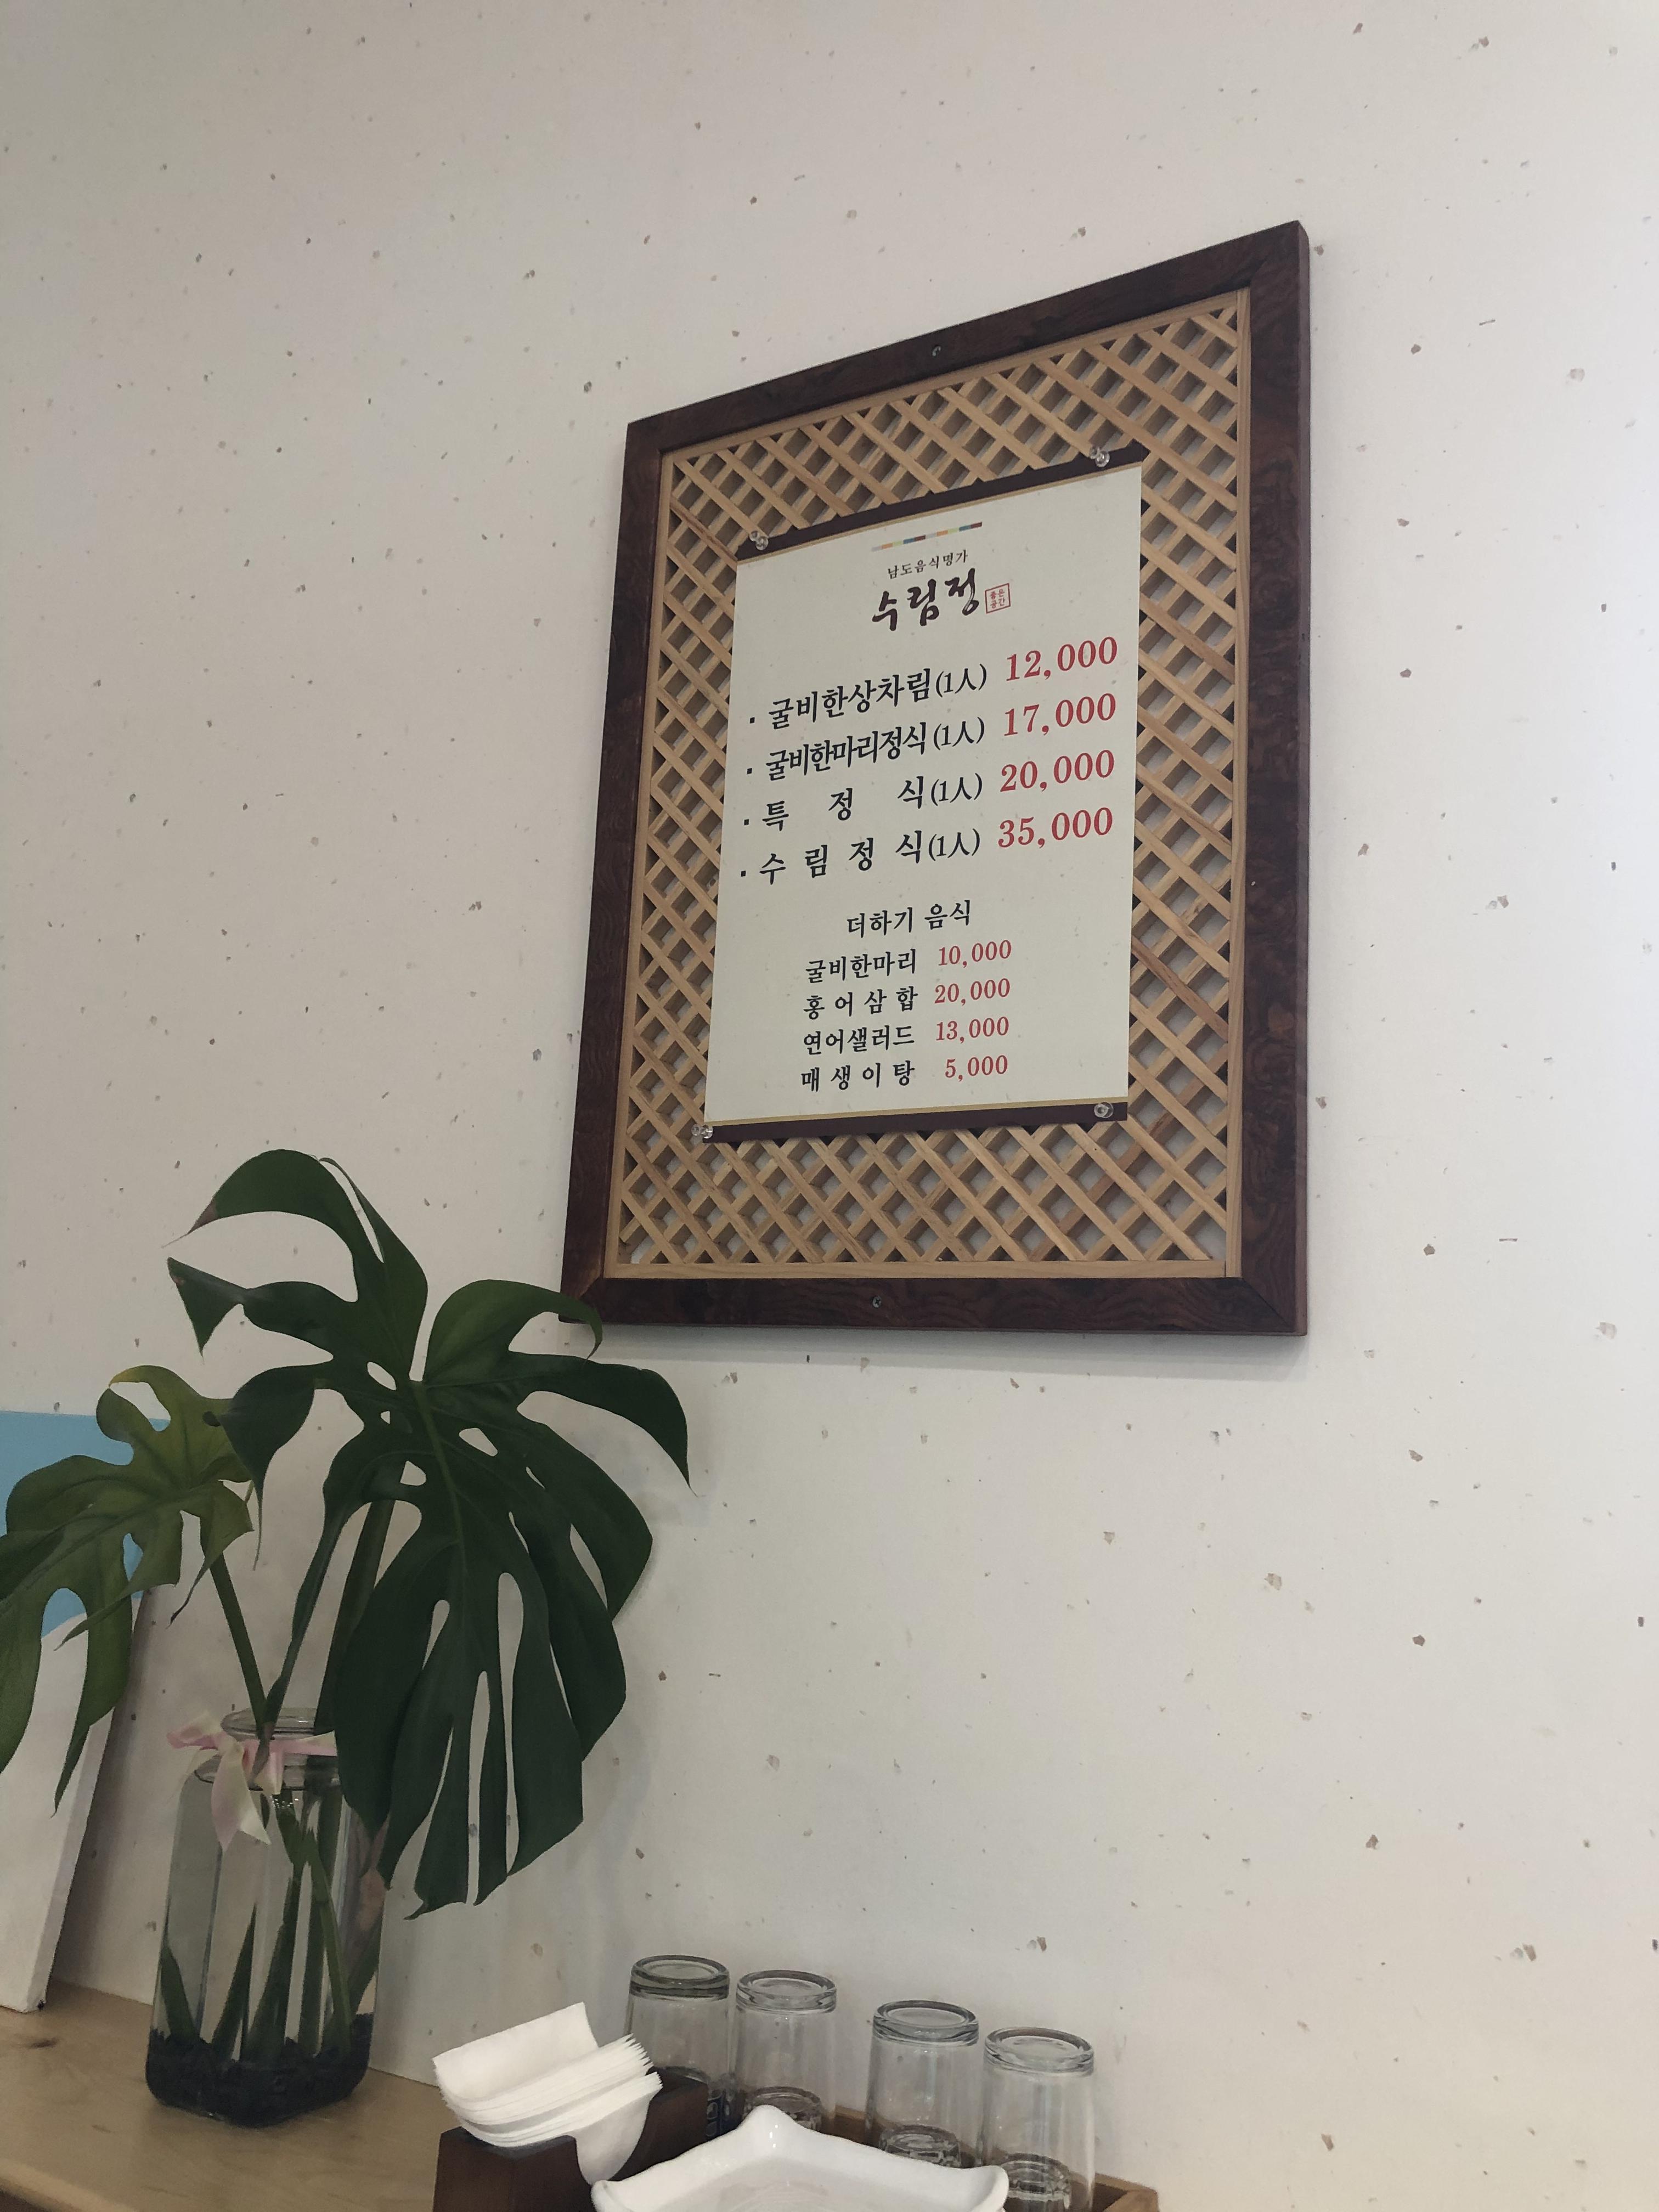 남도음식명가
수림정
· 굴비한상차림(1人) 12,000
· 굴비한마리정식(1人) 17,000
· 특 정 식(1人) 20,000
· 수 림 정 식(1人) 35,000
더하기 음식
굴비한마리 10,000
홍 어 삼 합 20,000
연어샐러드 13,000
매 생 이 탕 5,000